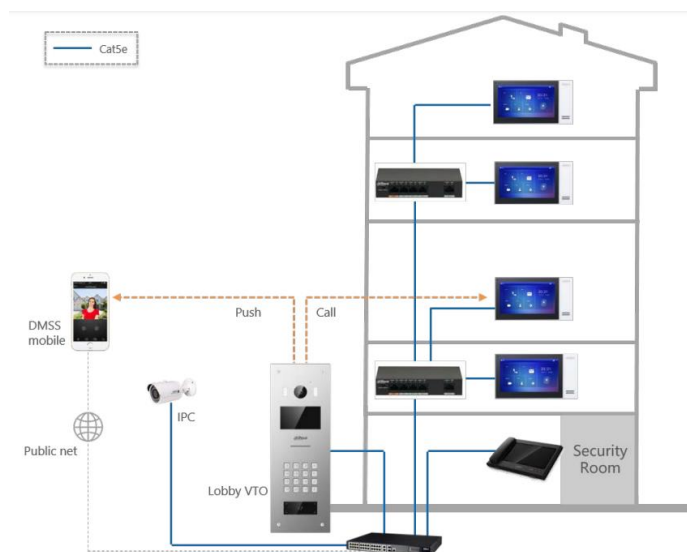 Cat5e
Push
Call
DMSS
mobile
IPC
Public net
Lobby VTO
Security
Room